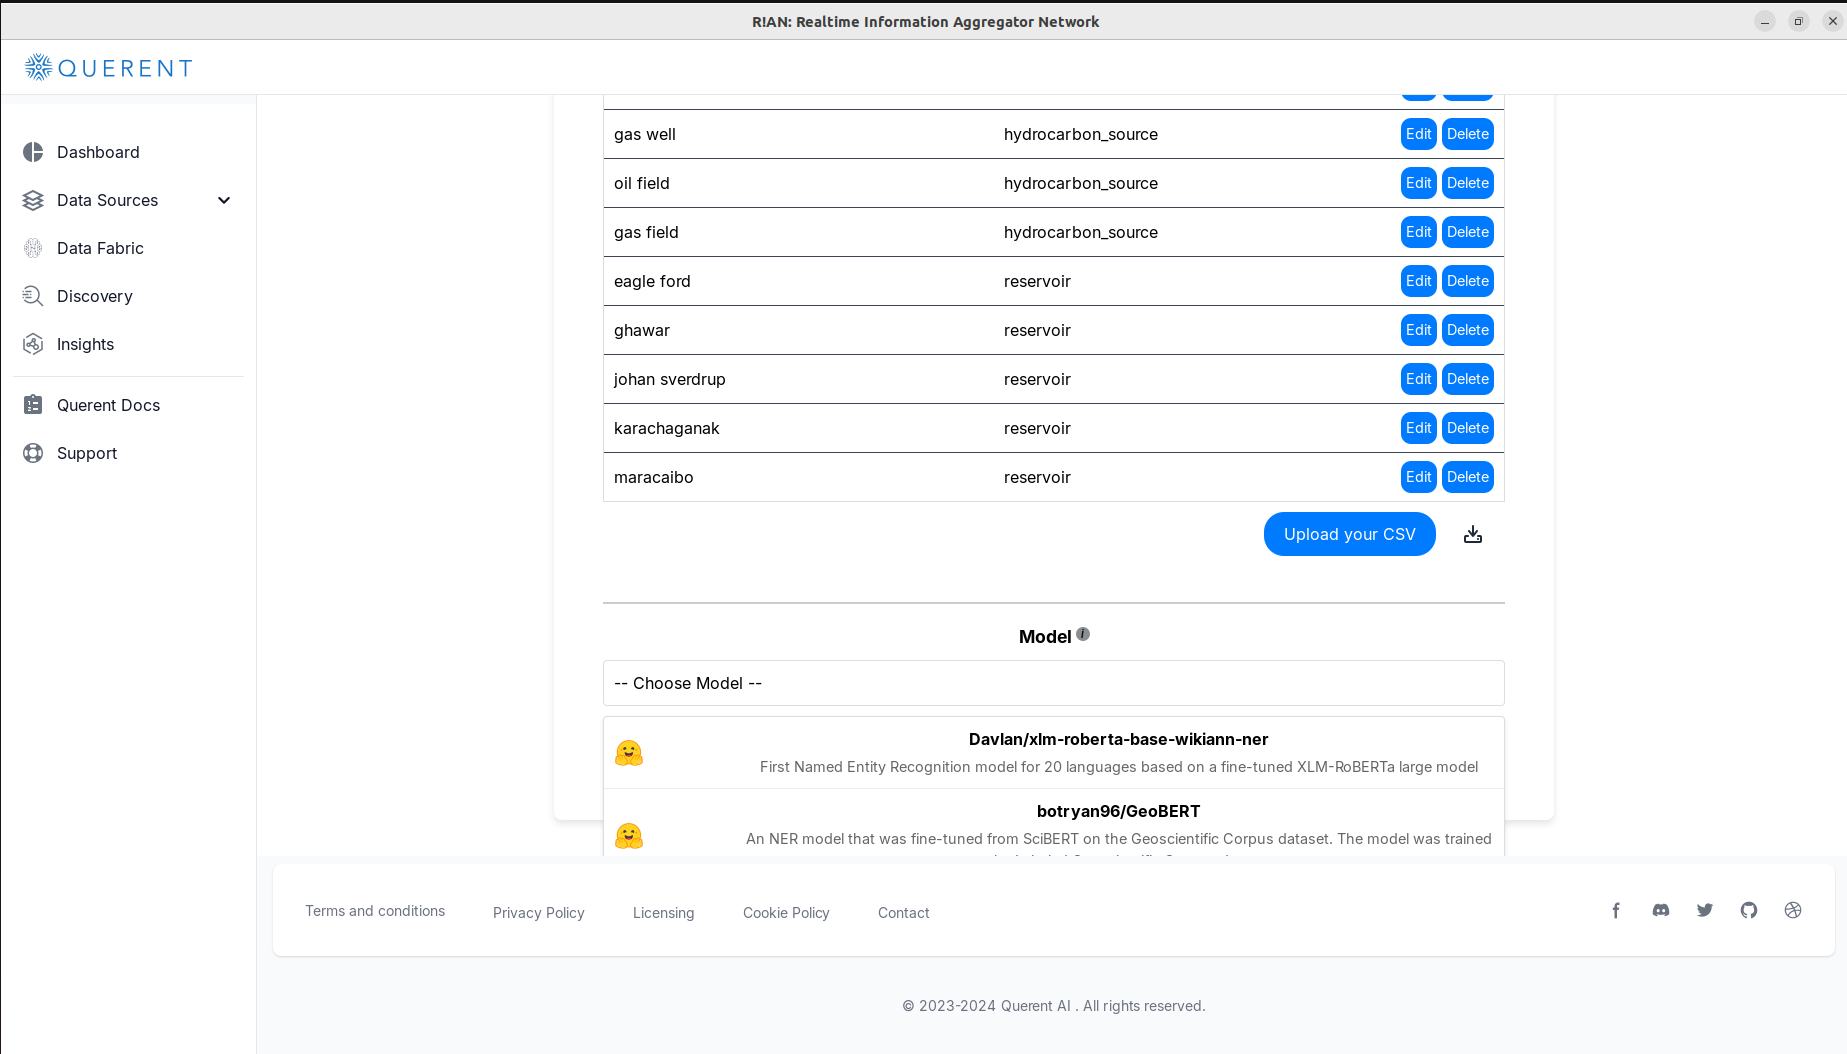 R!AN: Realtime Information Aggregator Network
QUERENT
Dashboard
Data Sources
Data Fabric
Discovery
Insights
Querent Docs
Support
gas well hydrocarbon_source Edit Delete
oil field hydrocarbon_source Edit Delete
gas field hydrocarbon_source Edit Delete
eagle ford reservoir Edit Delete
ghawar reservoir Edit Delete
johan sverdrup reservoir Edit Delete
karachaganak reservoir Edit Delete
maracaibo reservoir Edit Delete
Upload your CSV
Model i
-- Choose Model --
Davlan/xlm-roberta-base-wikiann-ner
First Named Entity Recognition model for 20 languages based on a fine-tuned XLM-RoBERTa large model
botryan96/GeoBERT
An NER model that was fine-tuned from SciBERT on the Geoscientific Corpus dataset. The model was trained
Terms and conditions Privacy Policy Licensing Cookie Policy Contact
© 2023-2024 Querent AI . All rights reserved.